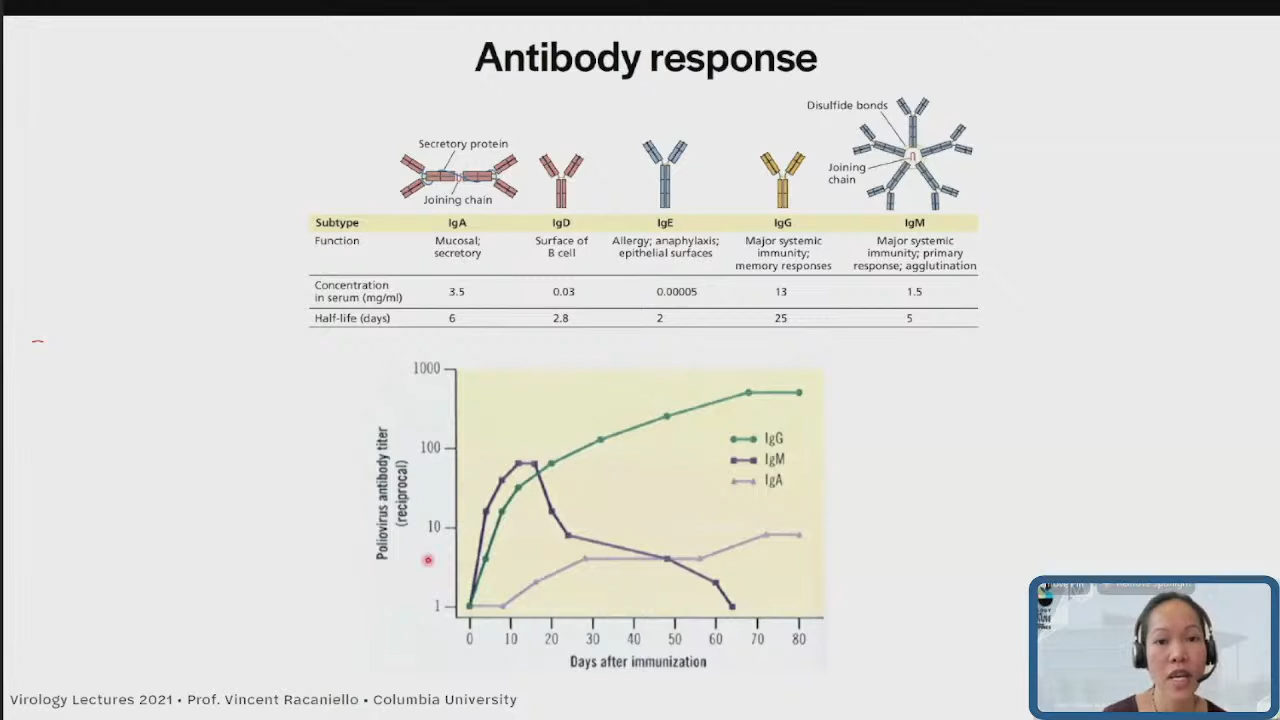 Antibody response
Disulfide bonds
Secretory protein
Joining
chain
Joining chain
Subtype IgA IgD IgE IgG IgM
Function Mucosal; Surface of Allergy; anaphylaxis; Major systemic Major systemic
secretory B cell epithelial surfaces immunity; immunity; primary
memory responses response; agglutination
Concentration
in serum (mg/ml) 3.5 0.03 0.00005 13 1.5
Half-life (days) 6 2.8 2 25 5
1000
100
10
1
Poliovirus antibody titer
(reciprocal)
IgG
IgM
IgA
0 10 20 30 40 50 60 70 80
Days after immunization
Virology Lectures 2021 • Prof. Vincent Racaniello • Columbia University